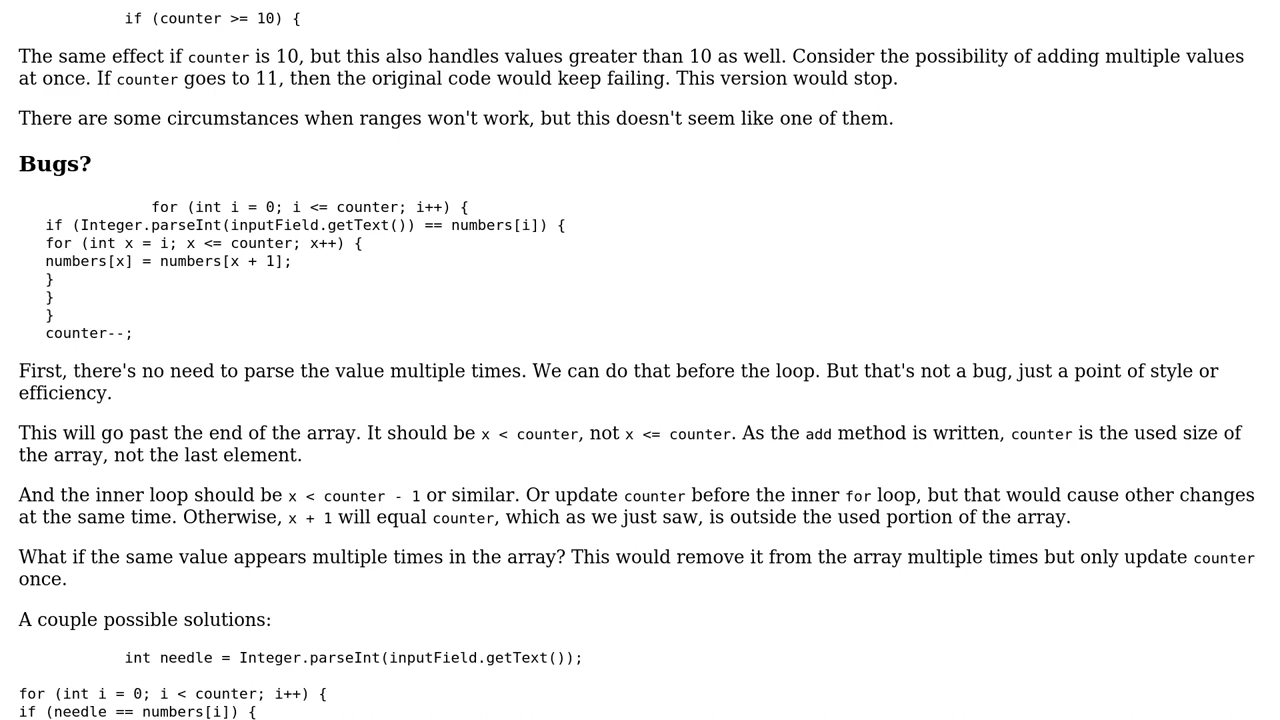 if (counter >= 10) {
The same effect if counter is 10, but this also handles values greater than 10 as well. Consider the possibility of adding multiple values
at once. If counter goes to 11, then the original code would keep failing. This version would stop.
There are some circumstances when ranges won't work, but this doesn't seem like one of them.
Bugs?
for (int i = 0; i <= counter; i++) {
if (Integer.parseInt(inputField.getText()) == numbers[i]) {
for (int x = i; x <= counter; x++) {
numbers[x] = numbers[x + 1];
}
}
}
counter--;
First, there's no need to parse the value multiple times. We can do that before the loop. But that's not a bug, just a point of style or
efficiency.
This will go past the end of the array. It should be x < counter, not x <= counter. As the add method is written, counter is the used size of
the array, not the last element.
And the inner loop should be x < counter - 1 or similar. Or update counter before the inner for loop, but that would cause other changes
at the same time. Otherwise, x + 1 will equal counter, which as we just saw, is outside the used portion of the array.
What if the same value appears multiple times in the array? This would remove it from the array multiple times but only update counter
once.
A couple possible solutions:
int needle = Integer.parseInt(inputField.getText());
for (int i = 0; i < counter; i++) {
if (needle == numbers[i]) {